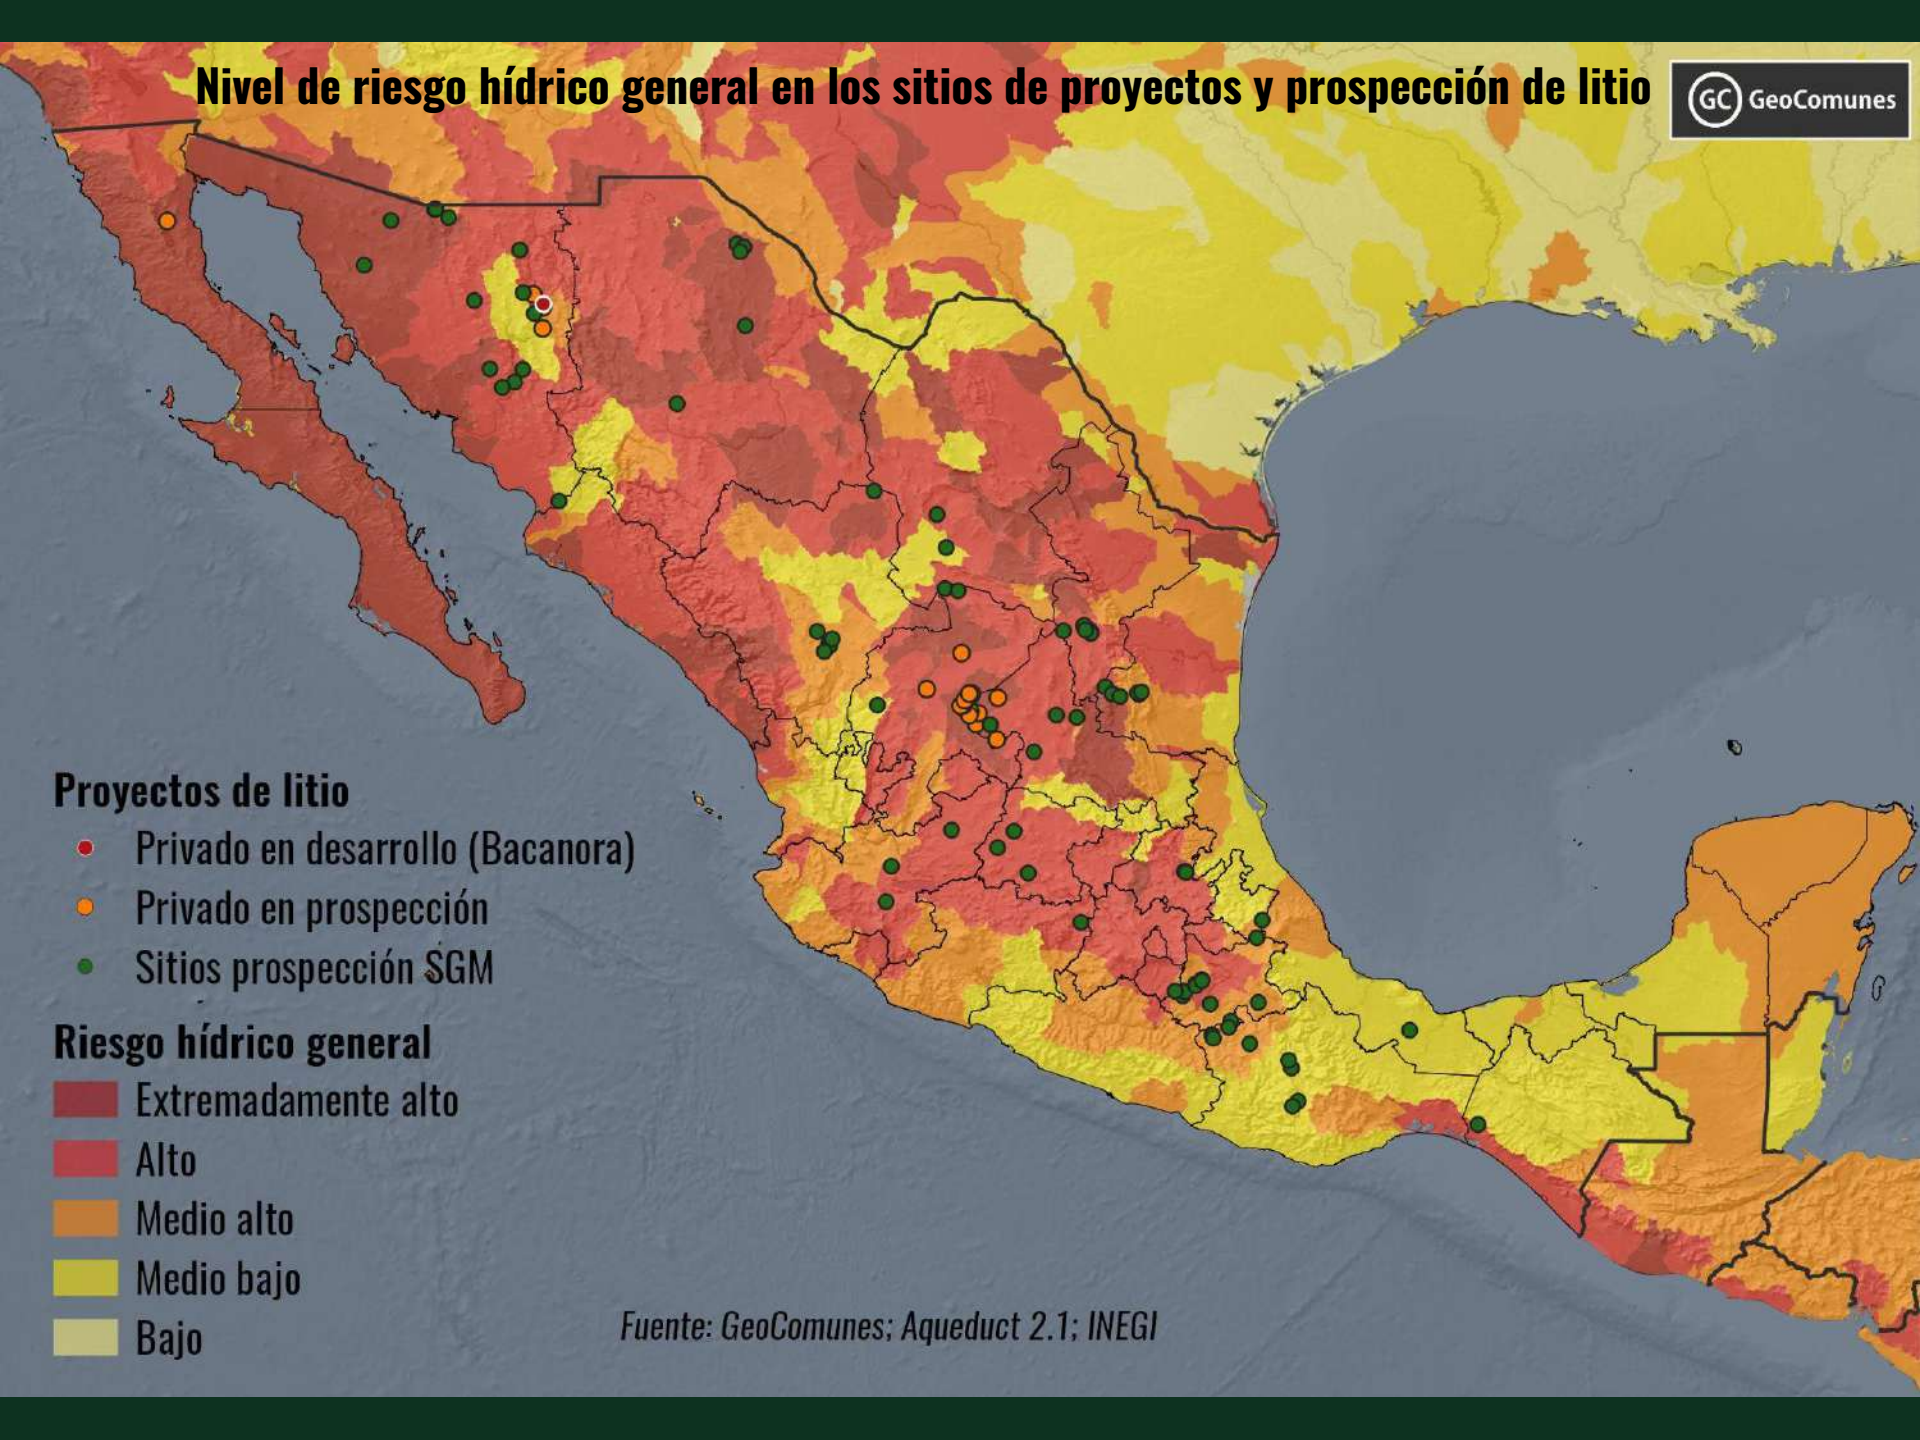 Nivel de riesgo hídrico general en los sitios de proyectos y prospección de litio
GC GeoComunes
Proyectos de litio
Privado en desarrollo (Bacanora)
Privado en prospección
Sitios prospección SGM
Riesgo hídrico general
Extremadamente alto
Alto
Medio alto
Medio bajo
Bajo
Fuente: GeoComunes; Aqueduct 2.1; INEGI